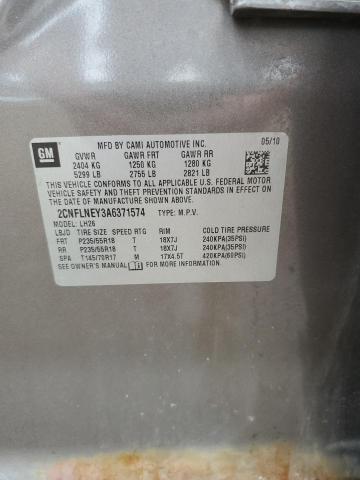 MFD BY CAMI AUTOMOTIVE INC.
GM
GVWR GAWR FRT GAWR RR 05/10
2404 KG 1250 KG 1280 KG
5299 LB 2755 LB 2821 LB
THIS VEHICLE CONFORMS TO ALL APPLICABLE U.S. FEDERAL MOTOR
VEHICLE SAFETY, BUMPER, AND THEFT PREVENTION
STANDARDS IN EFFECT ON THE
DATE OF MANUFACTURE SHOWN ABOVE.
2CNFLNEY3A6371574 TYPE: M.P.V.
MODEL: LH26
LBJD TIRE SIZE SPEED RTG RIM COLD TIRE PRESSURE
FRT P235/55R18 T 18X7J 240KPA(35PSI)
RR P235/55R18 T 18X7J 240KPA(35PSI)
SPA T145/70R17 M 17X4.5T 420KPA(60PSI)
SEE OWNER'S MANUAL FOR MORE INFORMATION.